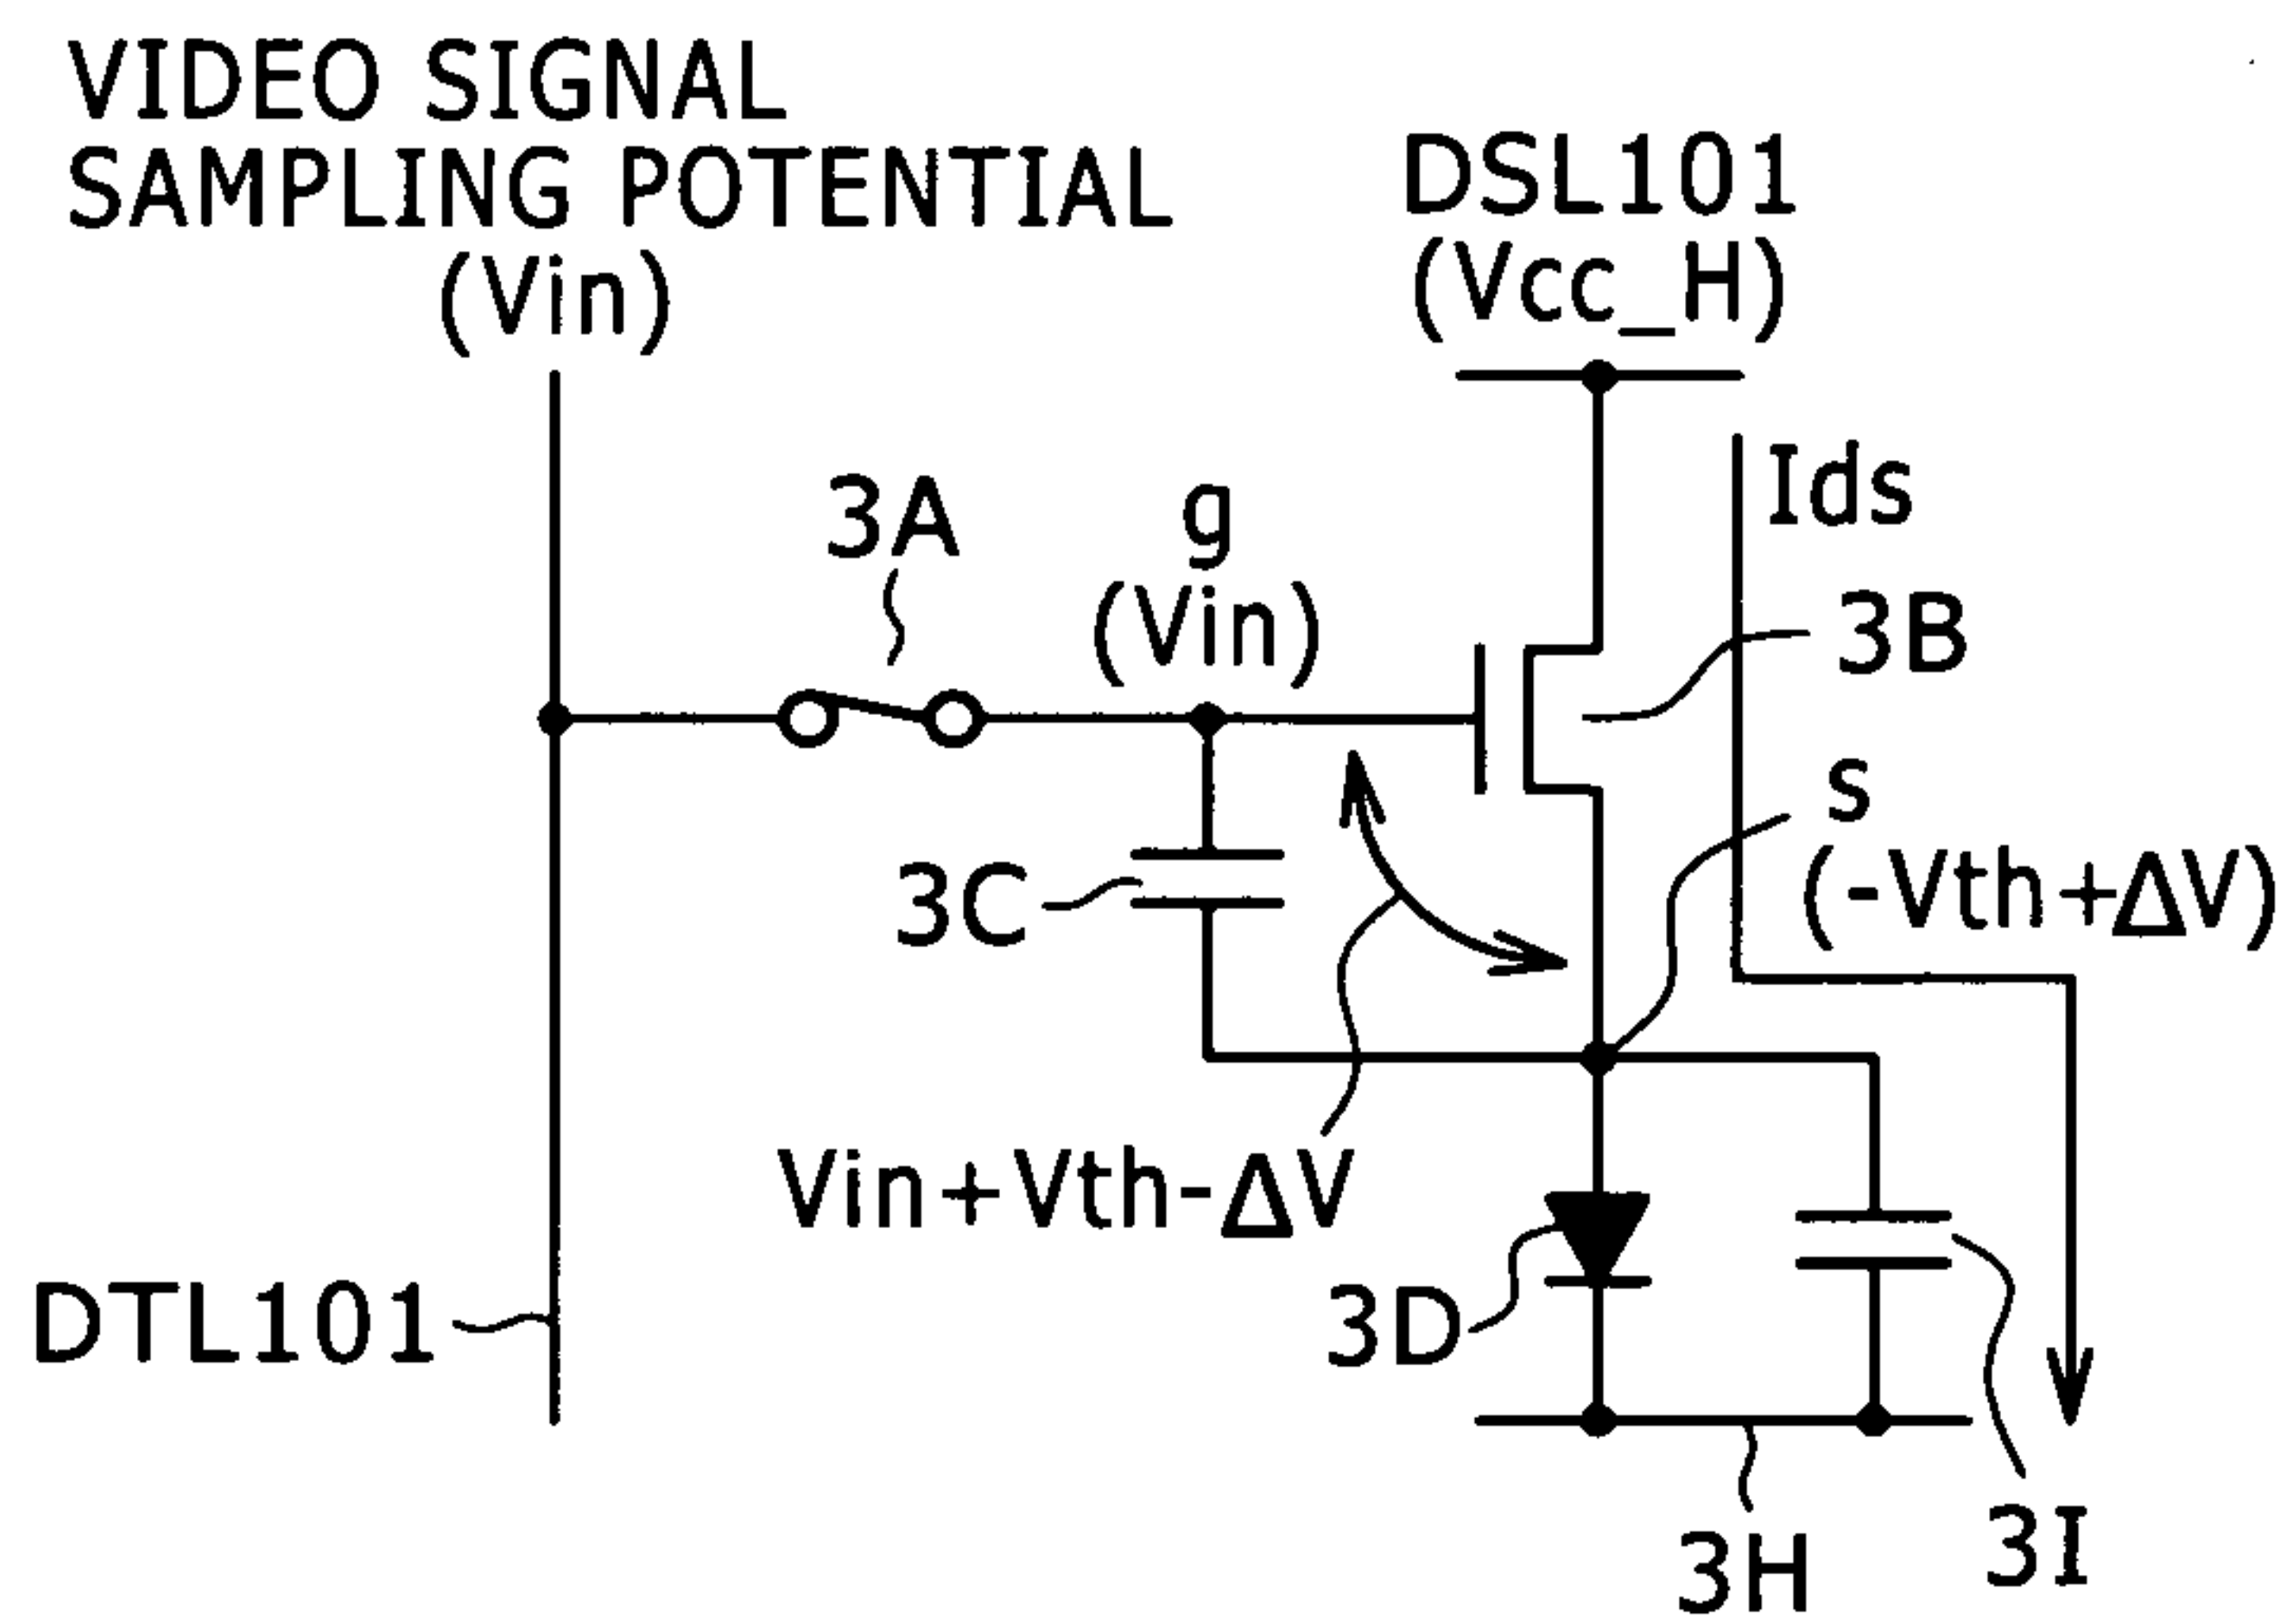 VIDEO SIGNAL
SAMPLING POTENTIAL
(Vin)
DSL101
(Vcc_H)
Ids
3A
g
(Vin)
3B
s
(-Vth+ΔV)
3C
Vin+Vth-ΔV
DTL101
3D
3H
3I